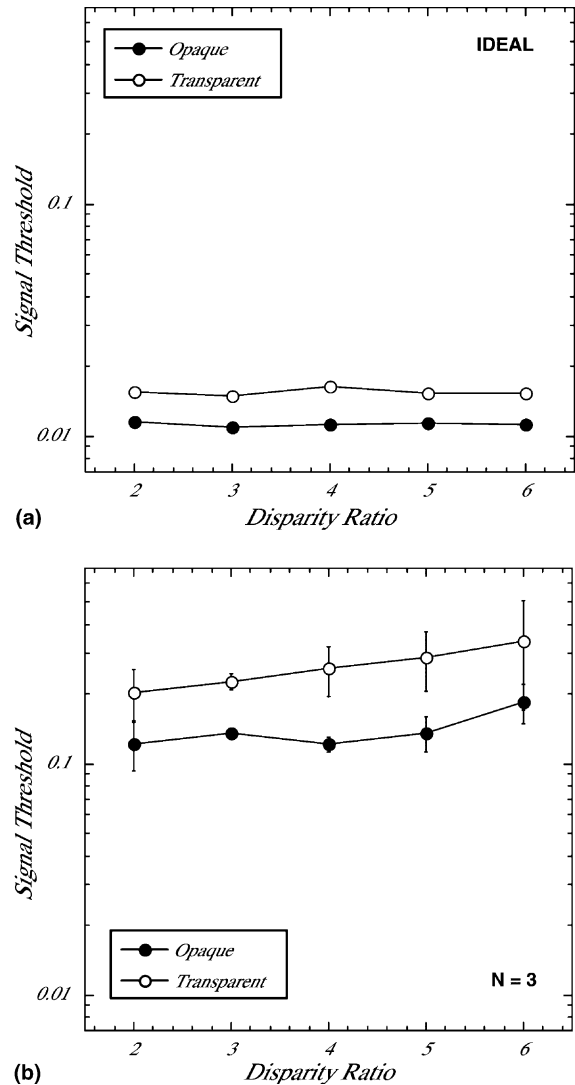 Opaque
Transparent
IDEAL
Signal Threshold
0.1
0.01
2 3 4 5 6
(a)
Disparity Ratio
Signal Threshold
0.1
Opaque
Transparent
N = 3
0.01
2 3 4 5 6
(b)
Disparity Ratio